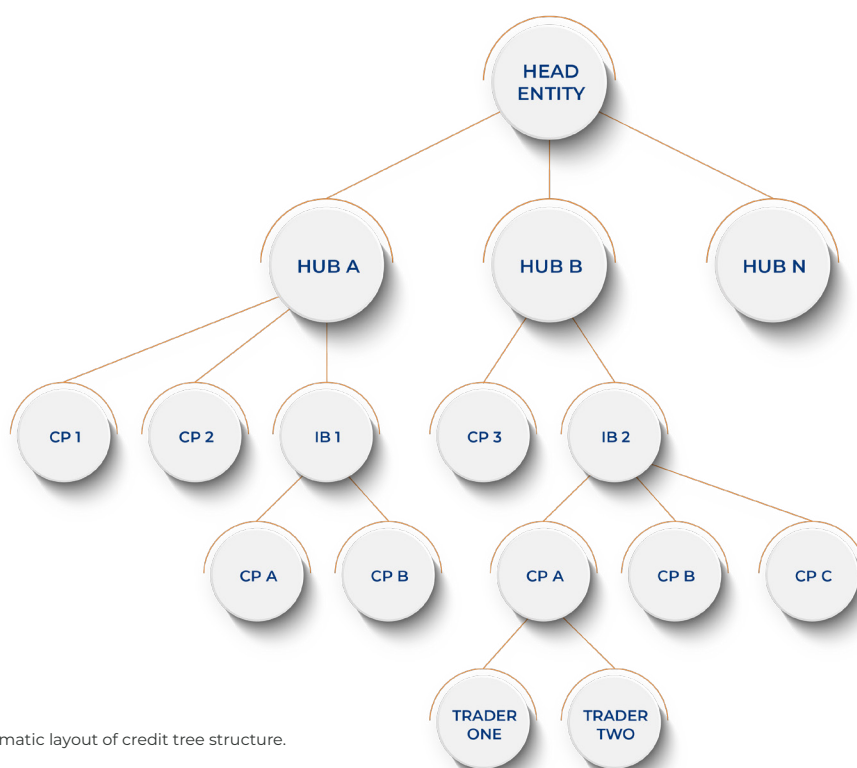 HEAD
ENTITY
HUB A
HUB B
HUB N
CP 1
CP 2
IB 1
CP 3
IB 2
CP A
CP B
CP A
CP B
CP C
TRADER
ONE
TRADER
TWO
matic layout of credit tree structure.